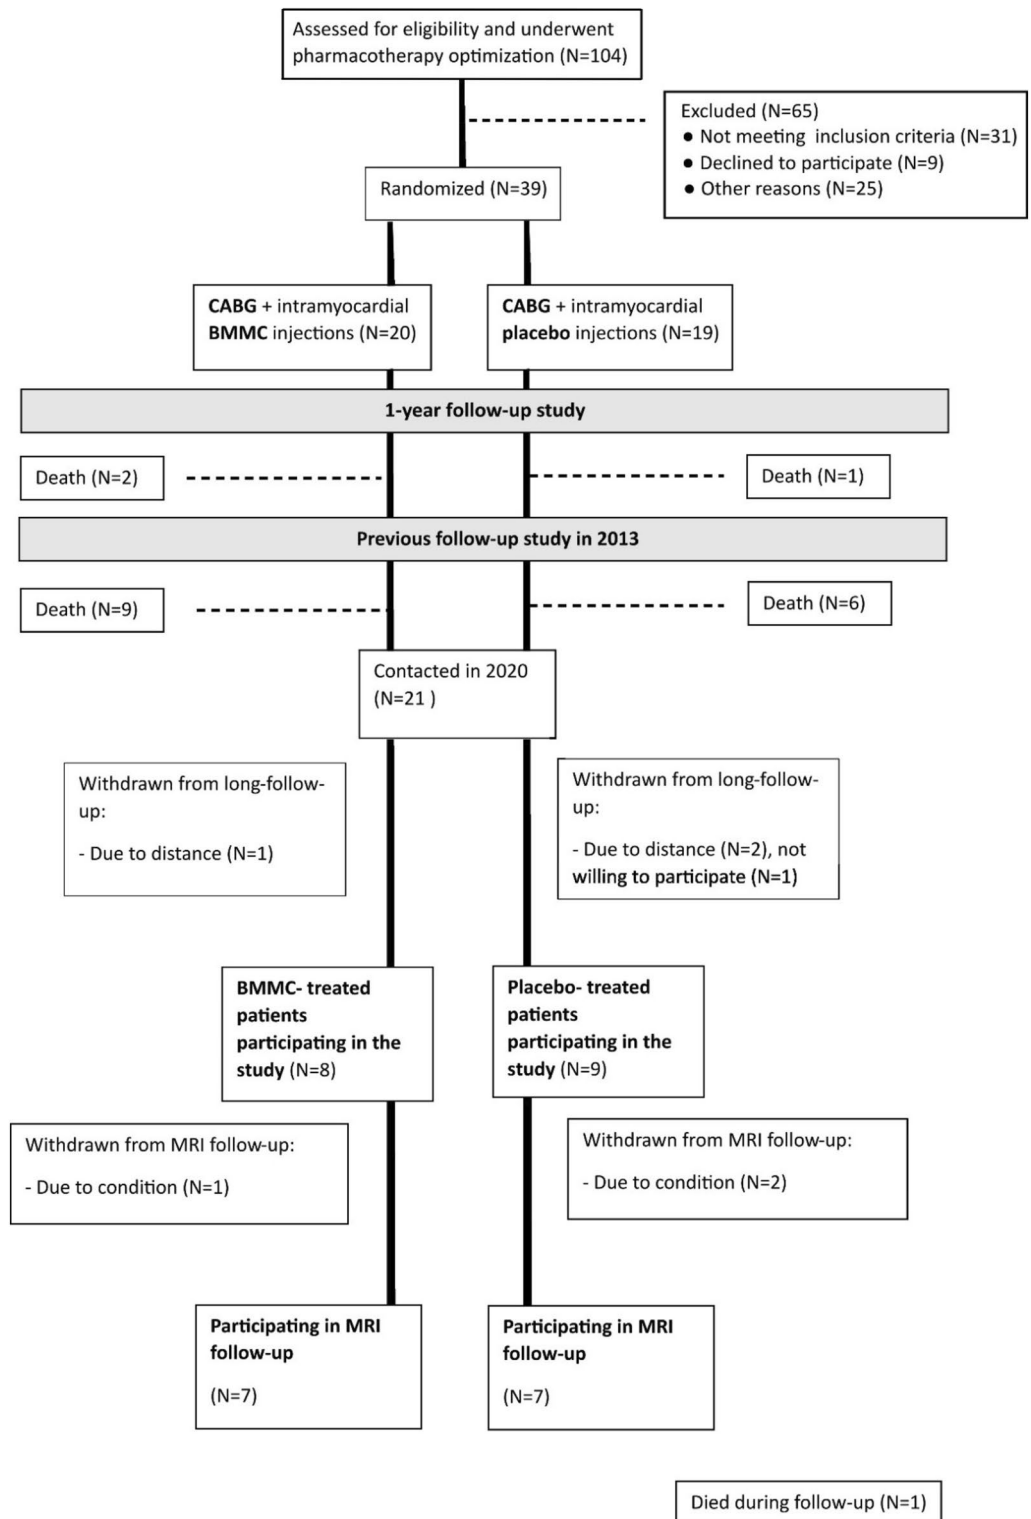 Assessed for eligibility and underwent
pharmacotherapy optimization (N=104)
Excluded (N=65)
● Not meeting inclusion criteria (N=31)
● Declined to participate (N=9)
● Other reasons (N=25)
Randomized (N=39)
CABG + intramyocardial
BMMC injections (N=20)
CABG + intramyocardial
placebo injections (N=19)
1-year follow-up study
Death (N=2)
Death (N=1)
Previous follow-up study in 2013
Death (N=9)
Death (N=6)
Contacted in 2020
(N=21 )
Withdrawn from long-follow-
up:
- Due to distance (N=1)
Withdrawn from long-follow-
up:
- Due to distance (N=2), not
willing to participate (N=1)
BMMC- treated
patients
participating in the
study (N=8)
Placebo- treated
patients
participating in the
study (N=9)
Withdrawn from MRI follow-up:
- Due to condition (N=1)
Withdrawn from MRI follow-up:
- Due to condition (N=2)
Participating in MRI
follow-up
(N=7)
Participating in MRI
follow-up
(N=7)
Died during follow-up (N=1)